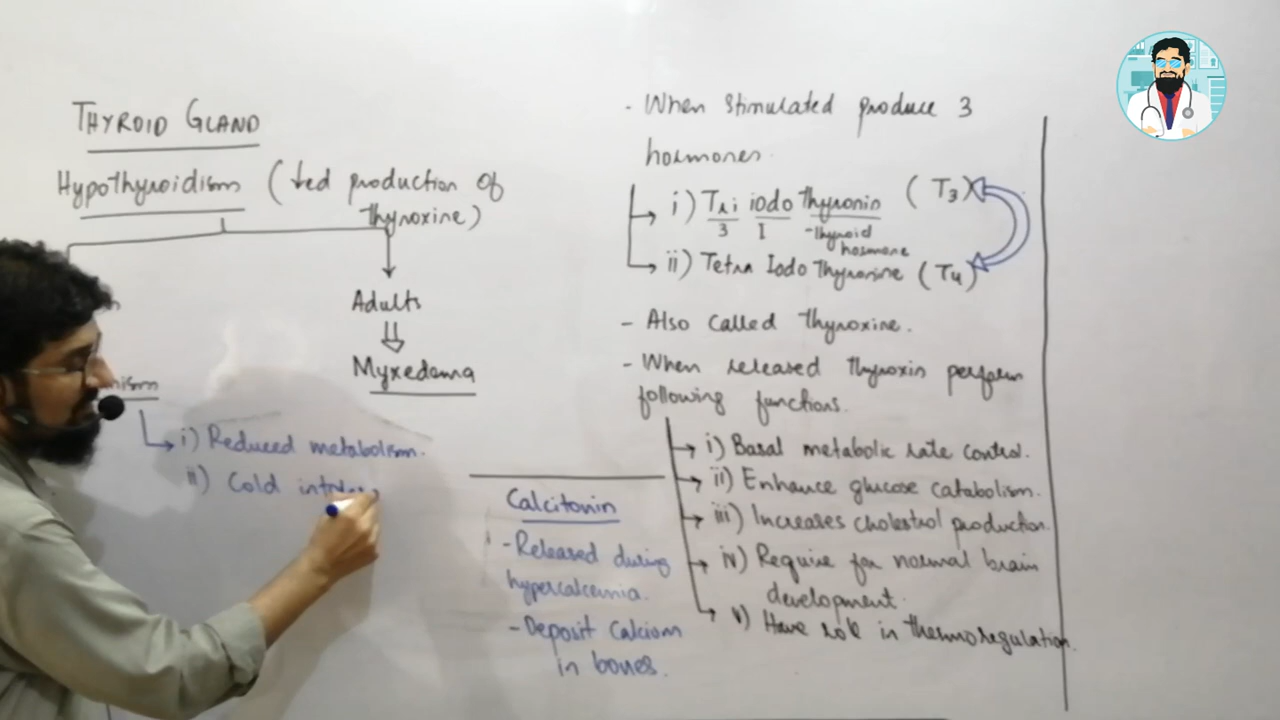 THYROID GLAND
Hypothyroidism (↓ed production of
thyroxine)
Adults
Myxedema
i) Reduced metabolism.
ii) Cold
- When stimulated produce 3
hormones.
i) Tri iodo thyronin (T3)
3 I -thyroid
hormone
ii) Tetra Iodo thyronine (T4)
- Also called thyroxine.
- When released thyroxin perform
following functions.
i) Basal metabolic rate control.
ii) Enhance glucose catabolism.
iii) Increases cholestrol production.
iv) Require for normal brain
development.
v) Have role in thermoregulation.
Calcitonin
- Released during
hypercalcemia.
- Deposit Calcium
in bones.